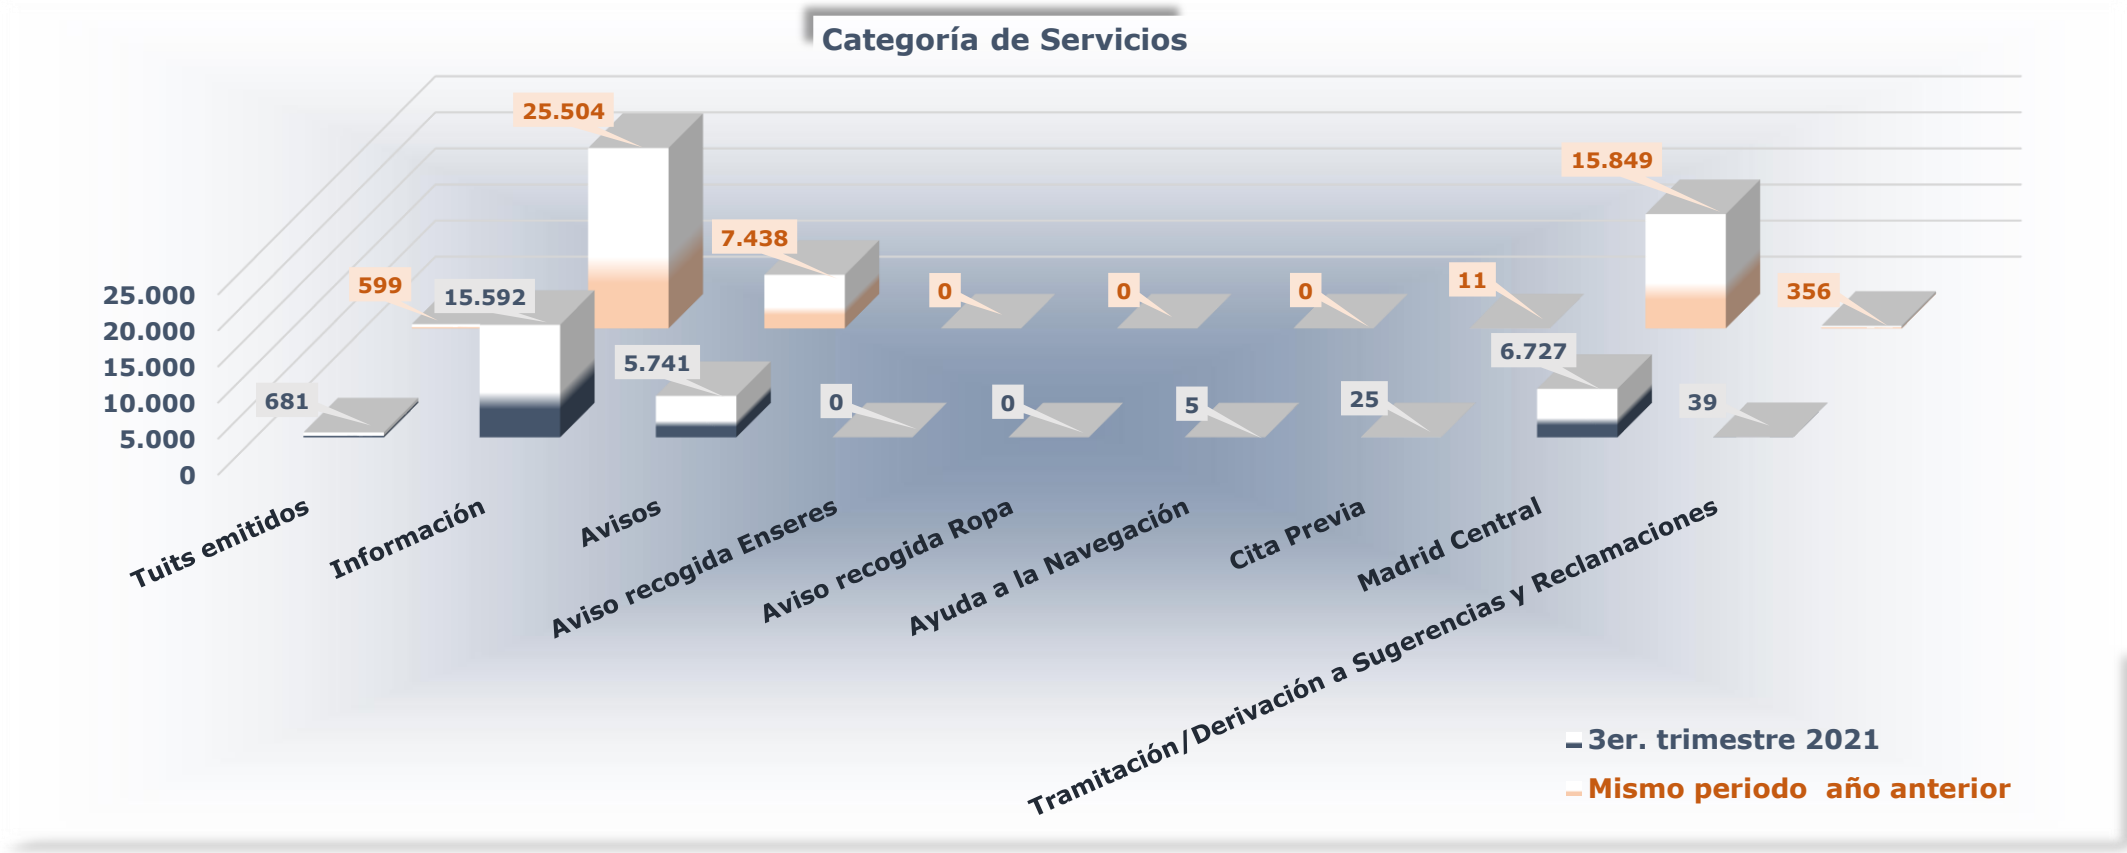 Categoría de Servicios
25.504
15.849
7.438
599
15.592
0
0
0
11
356
25.000
20.000
15.000
10.000
5.000
0
681
5.741
0
0
5
25
6.727
39
Tuits emitidos
Información
Avisos
Aviso recogida Enseres
Aviso recogida Ropa
Ayuda a la Navegación
Cita Previa
Madrid Central
Tramitación/Derivación a Sugerencias y Reclamaciones
3er. trimestre 2021
Mismo periodo  año anterior